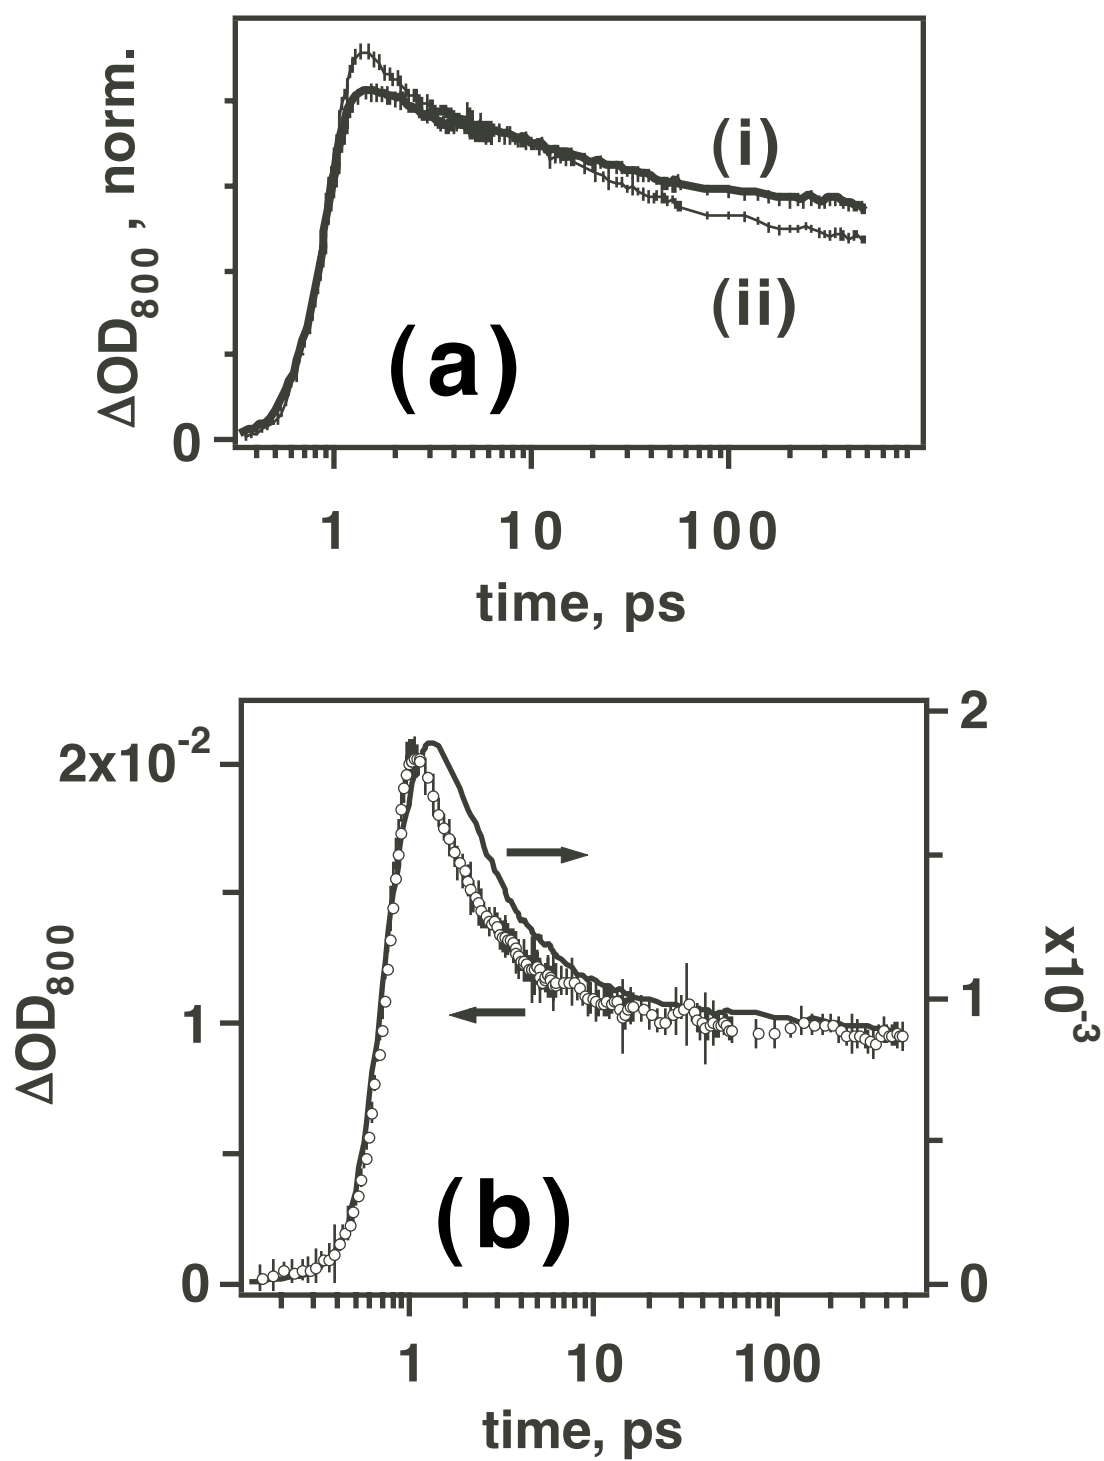 ΔOD800 , norm.
(i)
(ii)
(a)
0
1 10 100
time, ps
2x10-2
1
0
ΔOD800
2
1
0
x10-3
(b)
1 10 100
time, ps